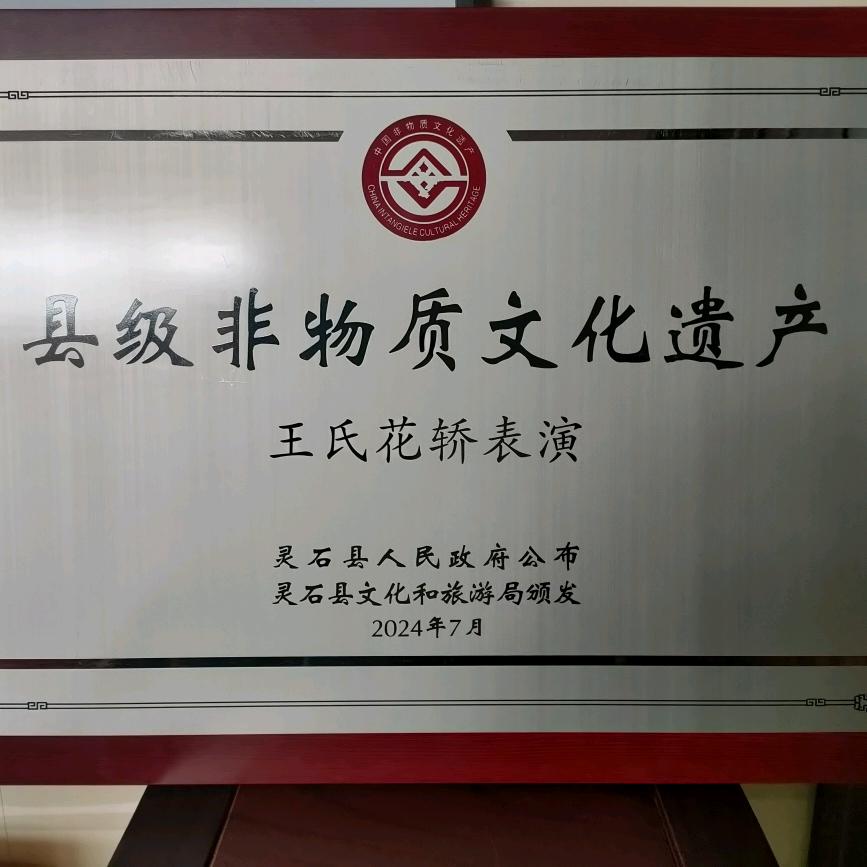 中国非物质文化遗产
CHINA INTANGIELE CULTURAL HERITAGE
县级非物质文化遗产
王氏花轿表演
灵石县人民政府公布
灵石县文化和旅游局颁发
2024年7月